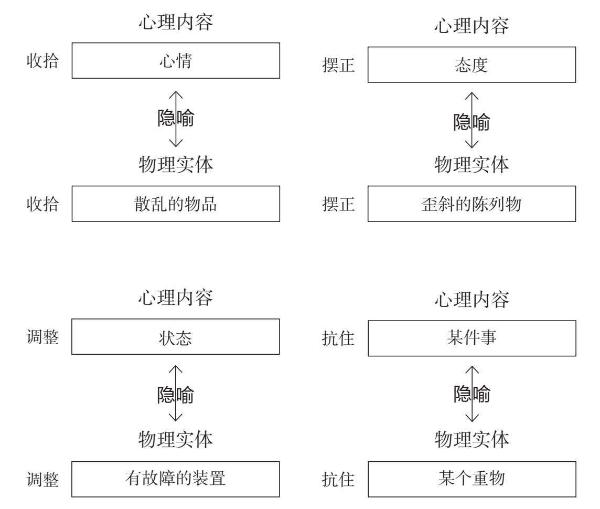 心理内容
收拾 心情
隐喻
物理实体
收拾 散乱的物品
心理内容
摆正 态度
隐喻
物理实体
摆正 歪斜的陈列物
心理内容
调整 状态
隐喻
物理实体
调整 有故障的装置
心理内容
抗住 某件事
隐喻
物理实体
抗住 某个重物